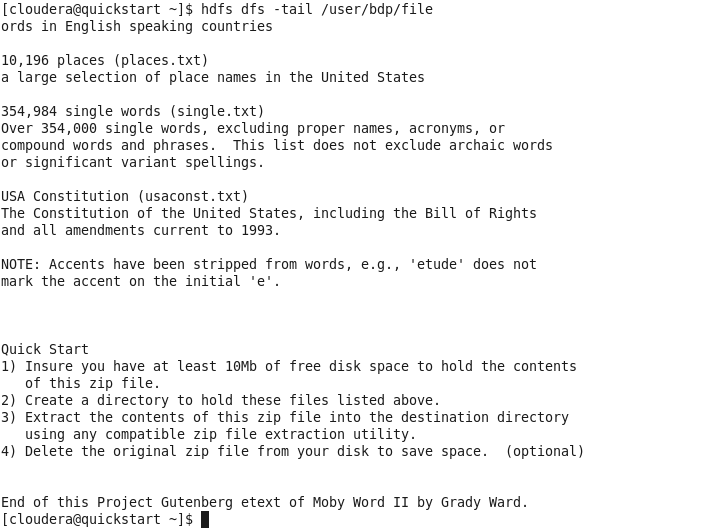 [cloudera@quickstart ~]$ hdfs dfs -tail /user/bdp/file
ords in English speaking countries
10,196 places (places.txt)
a large selection of place names in the United States
354,984 single words (single.txt)
Over 354,000 single words, excluding proper names, acronyms, or
compound words and phrases.  This list does not exclude archaic words
or significant variant spellings.
USA Constitution (usaconst.txt)
The Constitution of the United States, including the Bill of Rights
and all amendments current to 1993.
NOTE: Accents have been stripped from words, e.g., 'etude' does not
mark the accent on the initial 'e'.
Quick Start
1) Insure you have at least 10Mb of free disk space to hold the contents
   of this zip file.
2) Create a directory to hold these files listed above.
3) Extract the contents of this zip file into the destination directory
   using any compatible zip file extraction utility.
4) Delete the original zip file from your disk to save space.  (optional)
End of this Project Gutenberg etext of Moby Word II by Grady Ward.
[cloudera@quickstart ~]$